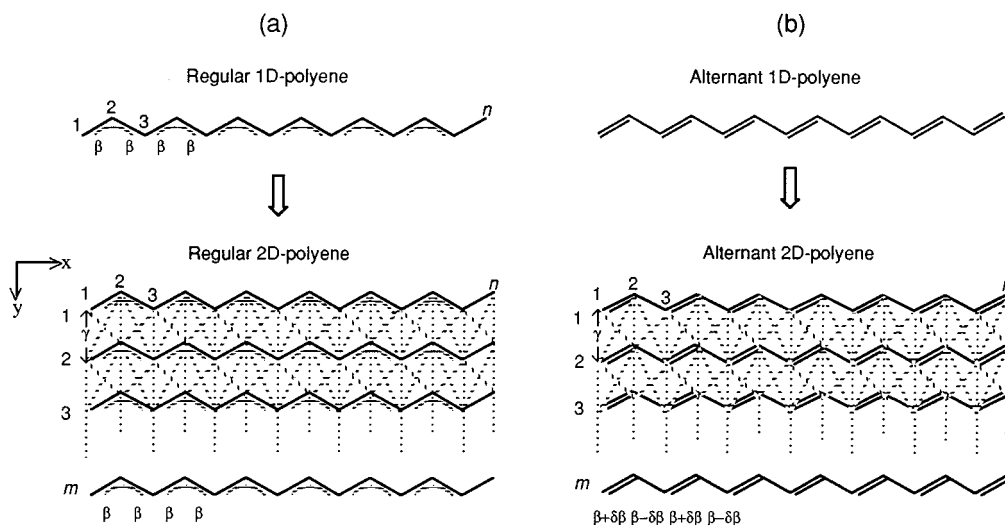 (a)
(b)
Regular 1D-polyene
Alternant 1D-polyene
1 2 3 n
β β β β
Regular 2D-polyene
Alternant 2D-polyene
x
y
1 2 3 n
1 2 3
1
γ
2
3
1
γ
2
3
m
m
β β β β
β+δβ β−δβ β+δβ β−δβ